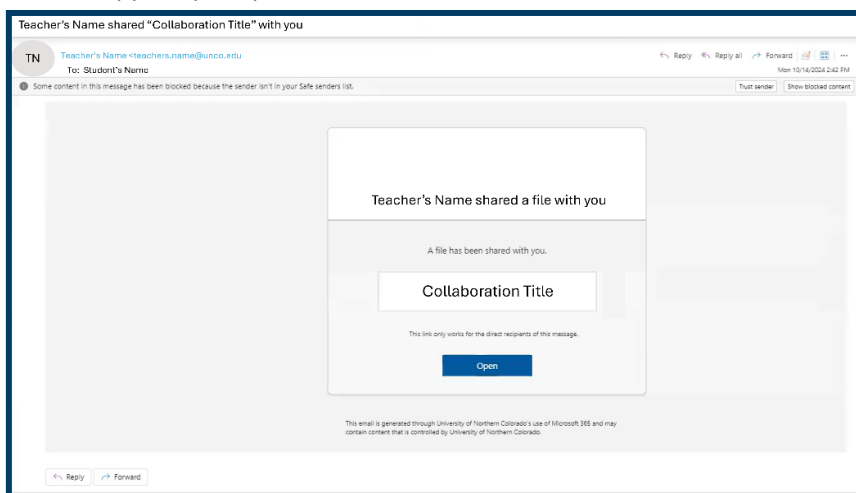 Teacher's Name shared “Collaboration Title” with you
TN
Teacher's Name <teachers.name@unco.edu
To: Student's Name
Reply Reply all Forward
Mon 10/14/2024 2:42 PM
Some content in this message has been blocked because the sender isn't in your Safe senders list.
Trust sender Show blocked content
Teacher's Name shared a file with you
A file has been shared with you.
Collaboration Title
This link only works for the direct recipients of this message.
Open
This email is generated through University of Northern Colorado's use of Microsoft 365 and may
contain content that is controlled by University of Northern Colorado.
Reply Forward